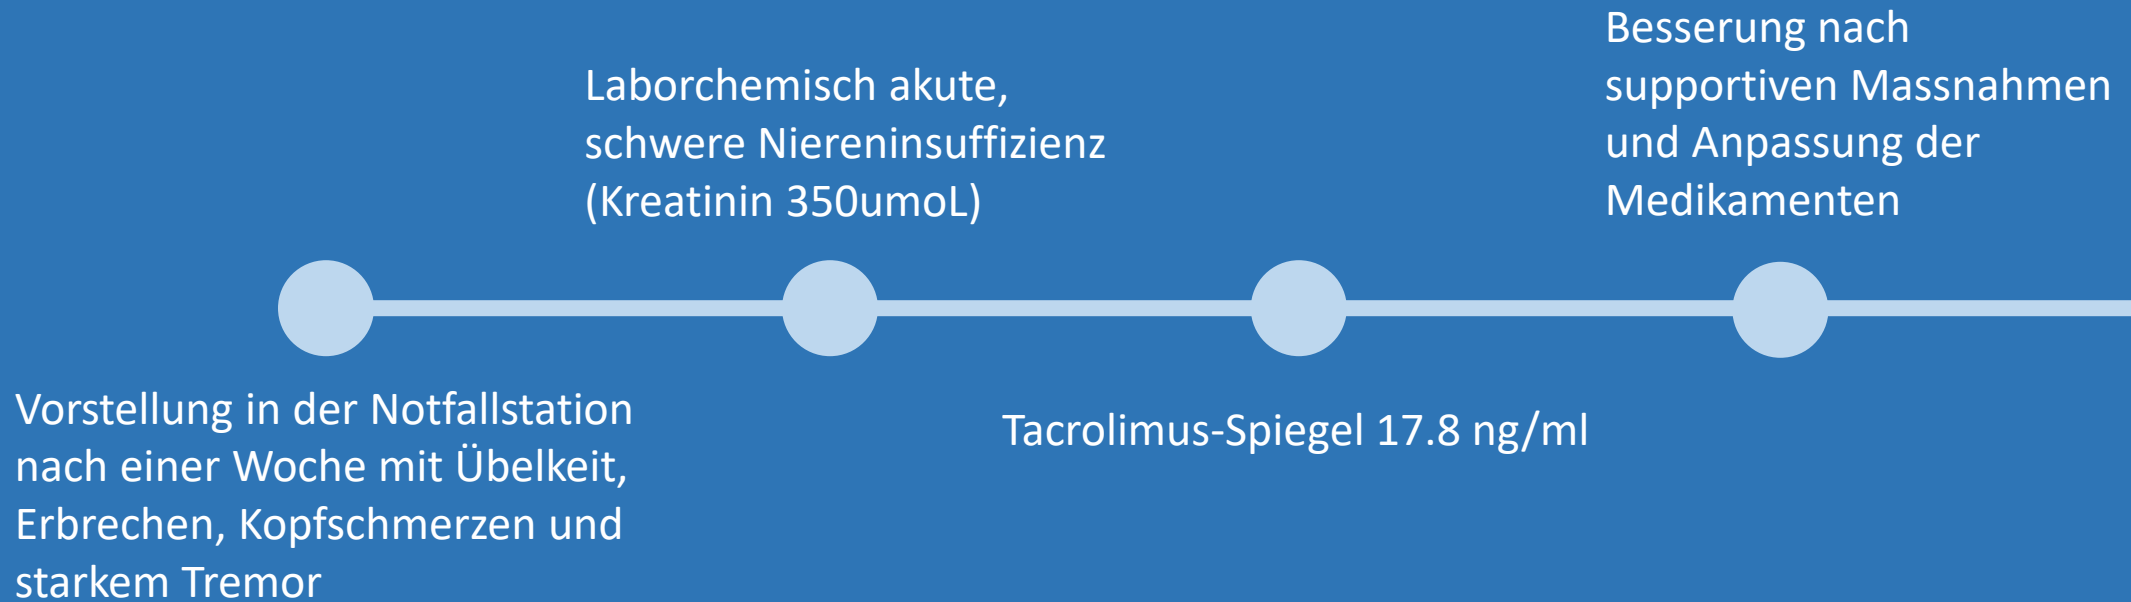 Vorstellung in der Notfallstation
nach einer Woche mit Übelkeit,
Erbrechen, Kopfschmerzen und
starkem Tremor
Laborchemisch akute,
schwere Niereninsuffizienz
(Kreatinin 350umoL)
Tacrolimus-Spiegel 17.8 ng/ml
Besserung nach
supportiven Massnahmen
und Anpassung der
Medikamenten